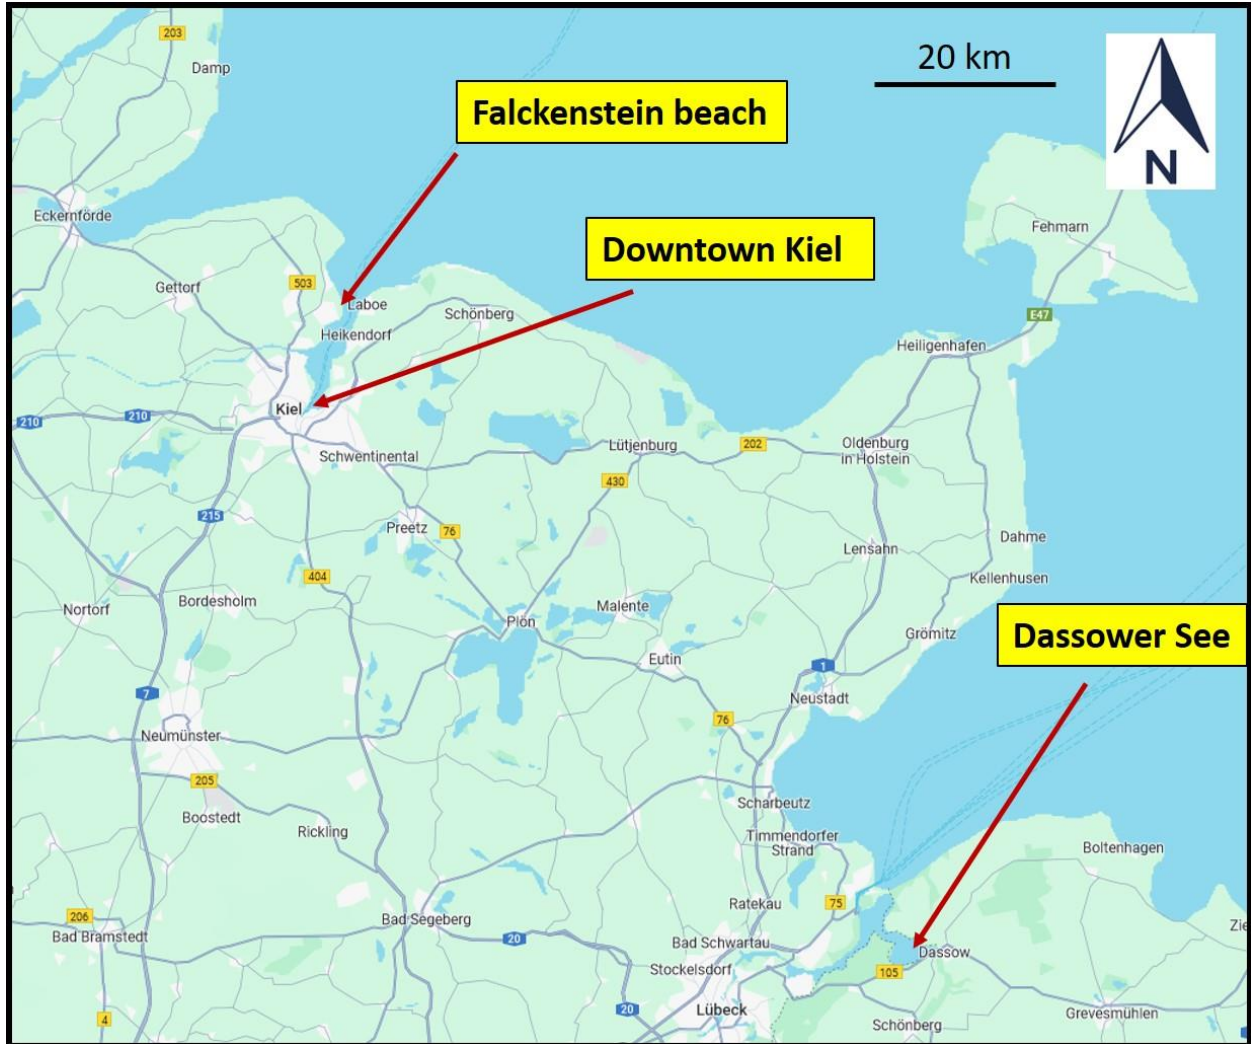 203
Damp
20 km
N
Falckenstein beach
Eckernförde
Downtown Kiel
Fehmarn
503
Gettorf
Laboe
Schönberg
E47
Heikendorf
Heiligenhafen
210
210
Kiel
Schwentinental
Lütjenburg
202
Oldenburg
in Holstein
430
215
Preetz
76
Dahme
Lensahn
404
Kellenhusen
Nortorf
Bordesholm
Malente
Plön
Grömitz
Dassower See
Eutin
1
7
Neustadt
76
Neumünster
205
Boostedt
Rickling
Scharbeutz
Timmendorfer
Strand
Boltenhagen
206
Bad Bramstedt
Bad Segeberg
Ratekau
75
Zie
20
Bad Schwartau
Dassow
Stockelsdorf
105
4
20
Lübeck
Schönberg
Grevesmühlen